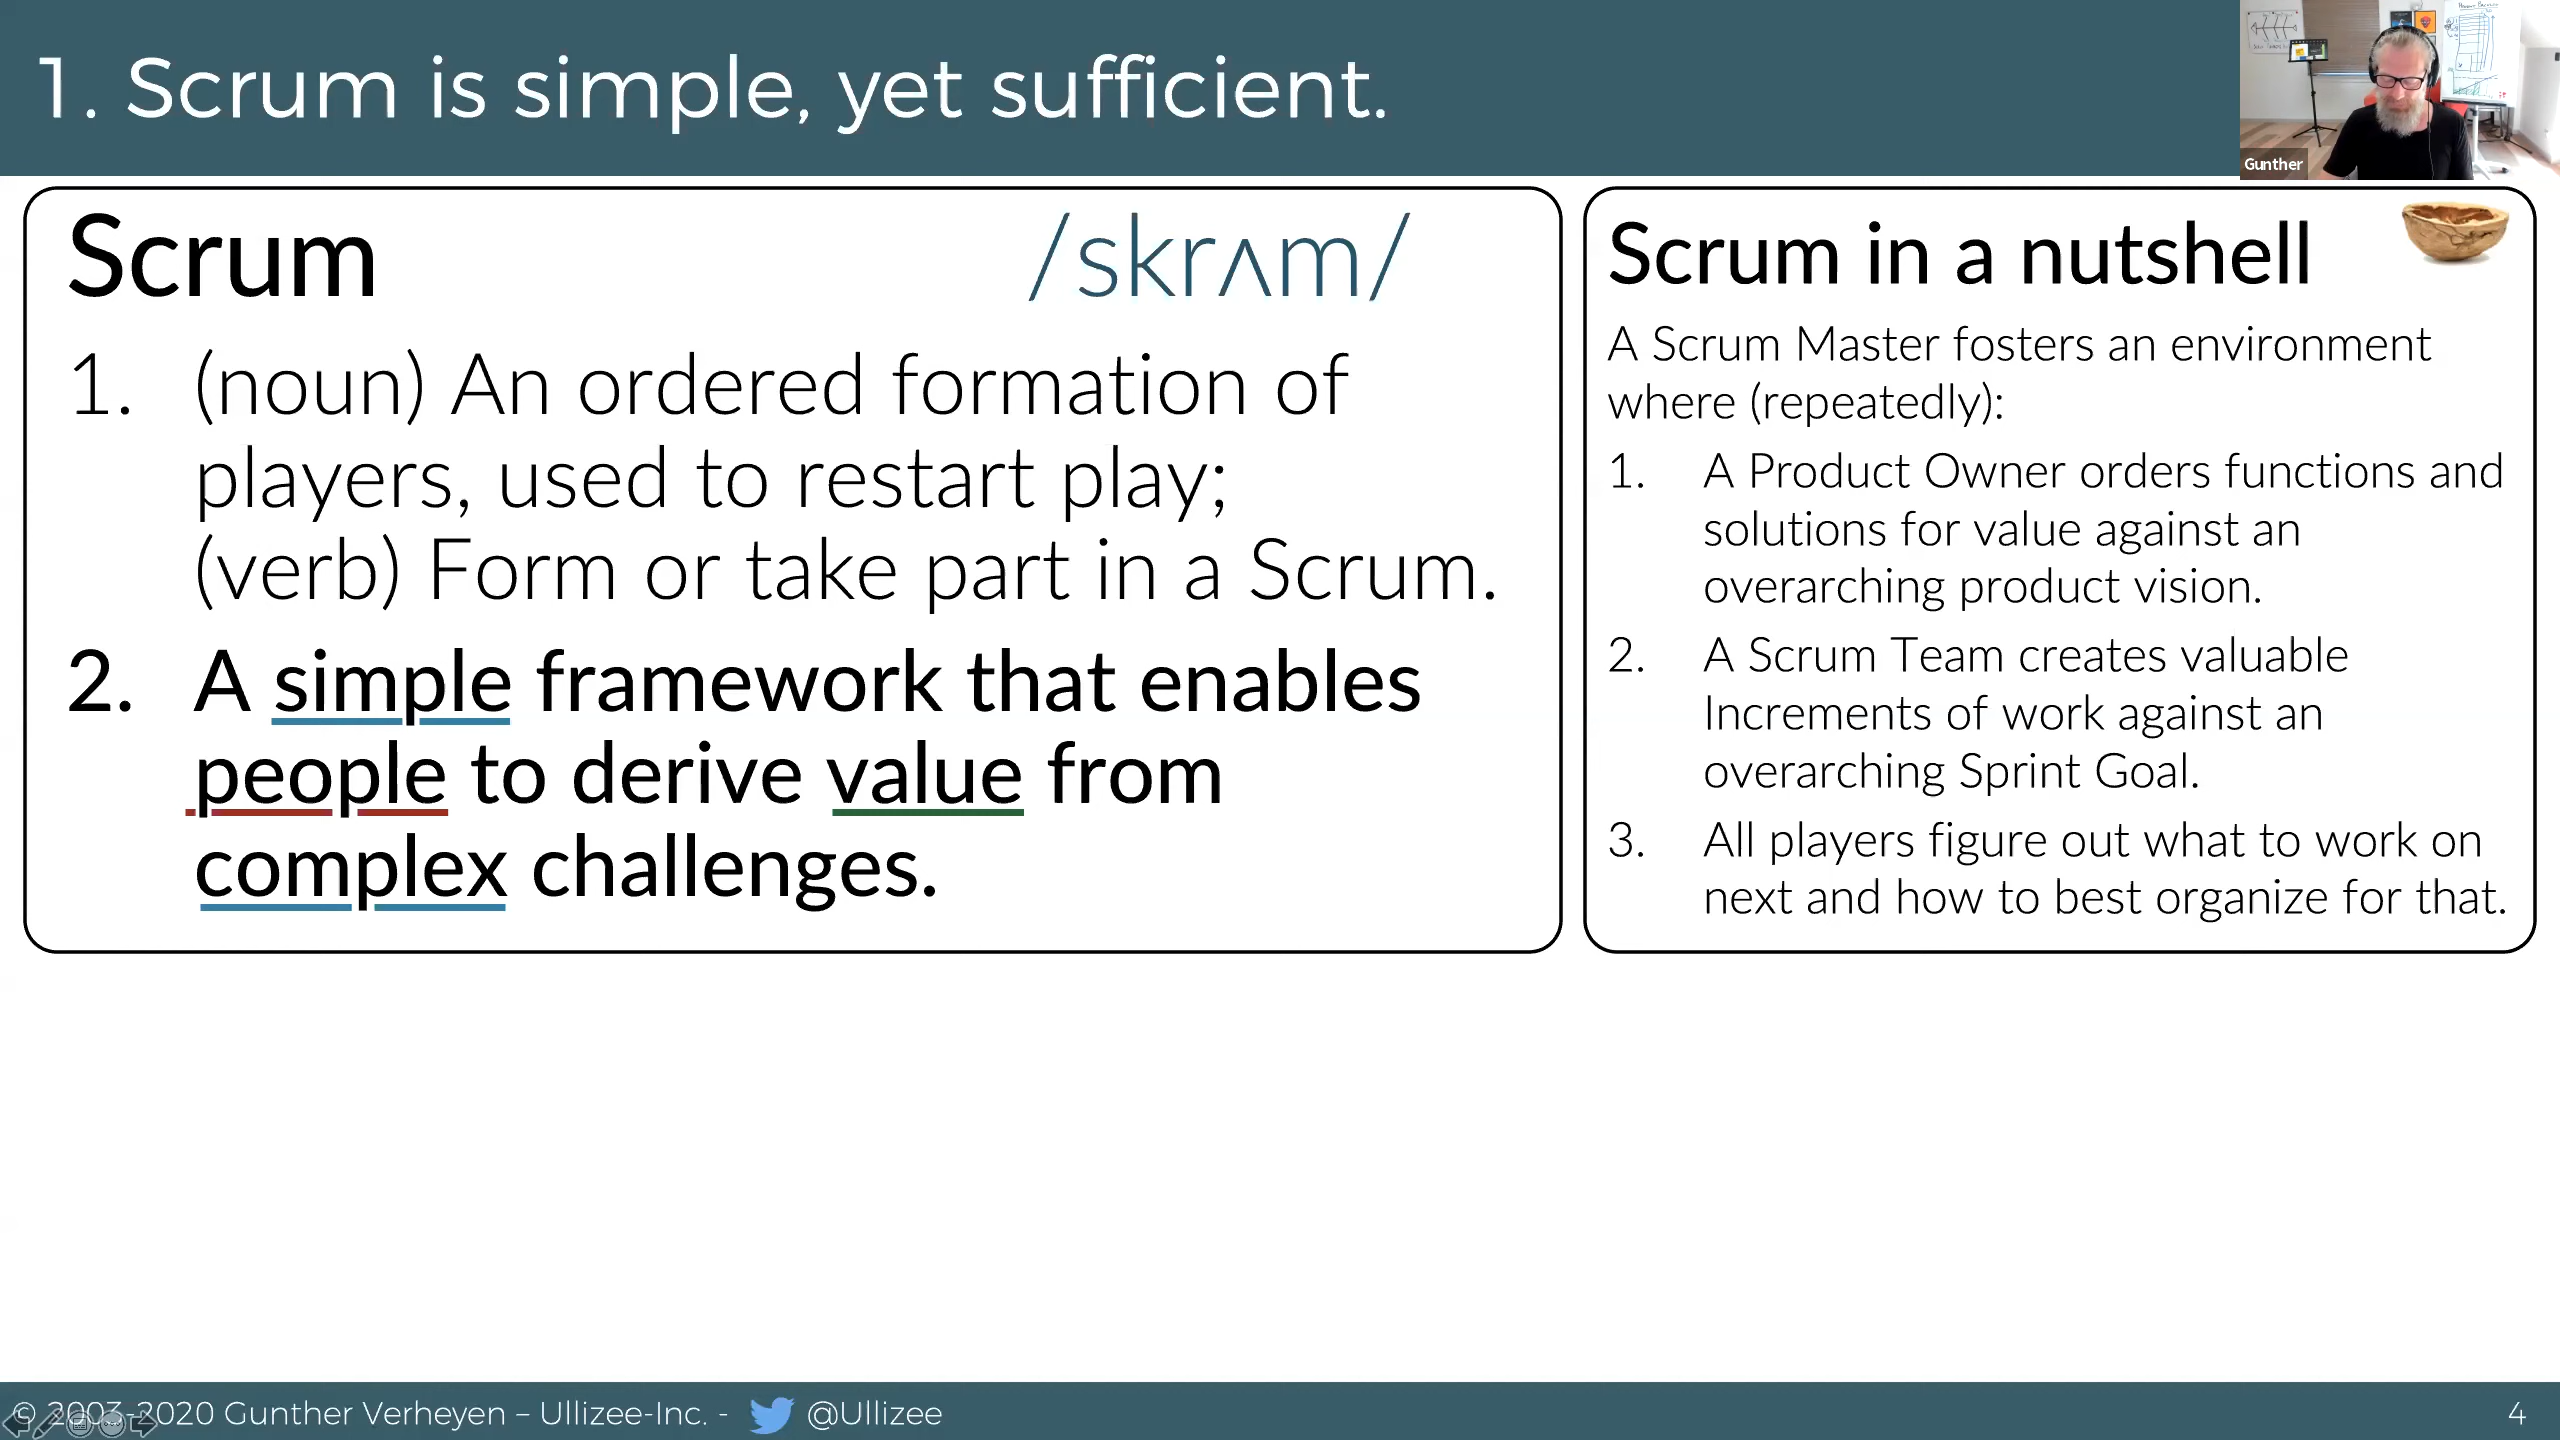 1. Scrum is simple, yet sufficient.
Gunther
Scrum
/skrʌm/
1. (noun) An ordered formation of
players, used to restart play;
(verb) Form or take part in a Scrum.
2. A simple framework that enables
people to derive value from
complex challenges.
Scrum in a nutshell
A Scrum Master fosters an environment
where (repeatedly):
1. A Product Owner orders functions and
solutions for value against an
overarching product vision.
2. A Scrum Team creates valuable
Increments of work against an
overarching Sprint Goal.
3. All players figure out what to work on
next and how to best organize for that.
© 2003-2020 Gunther Verheyen – Ullizee-Inc. - @Ullizee
4